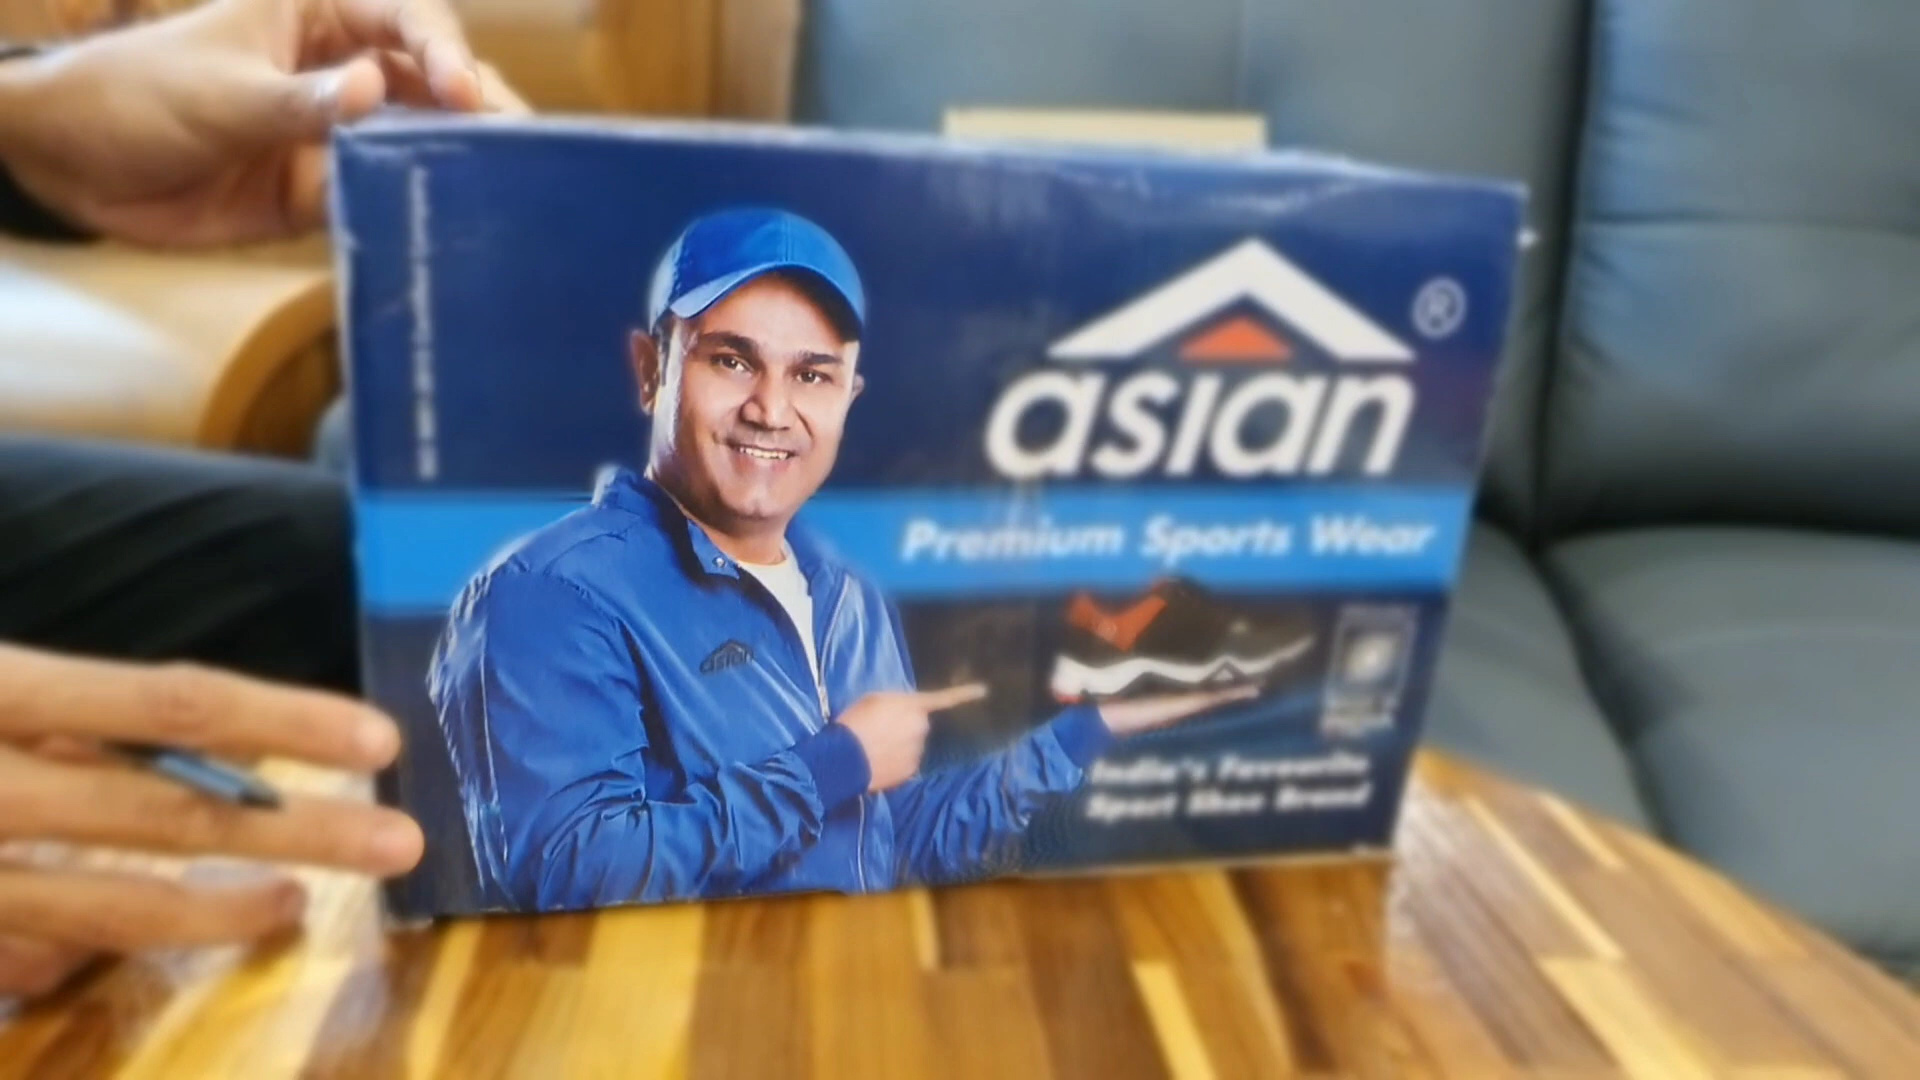 asian
®
Premium Sports Wear
asian
India's Favourite
Sport Shoe Brand